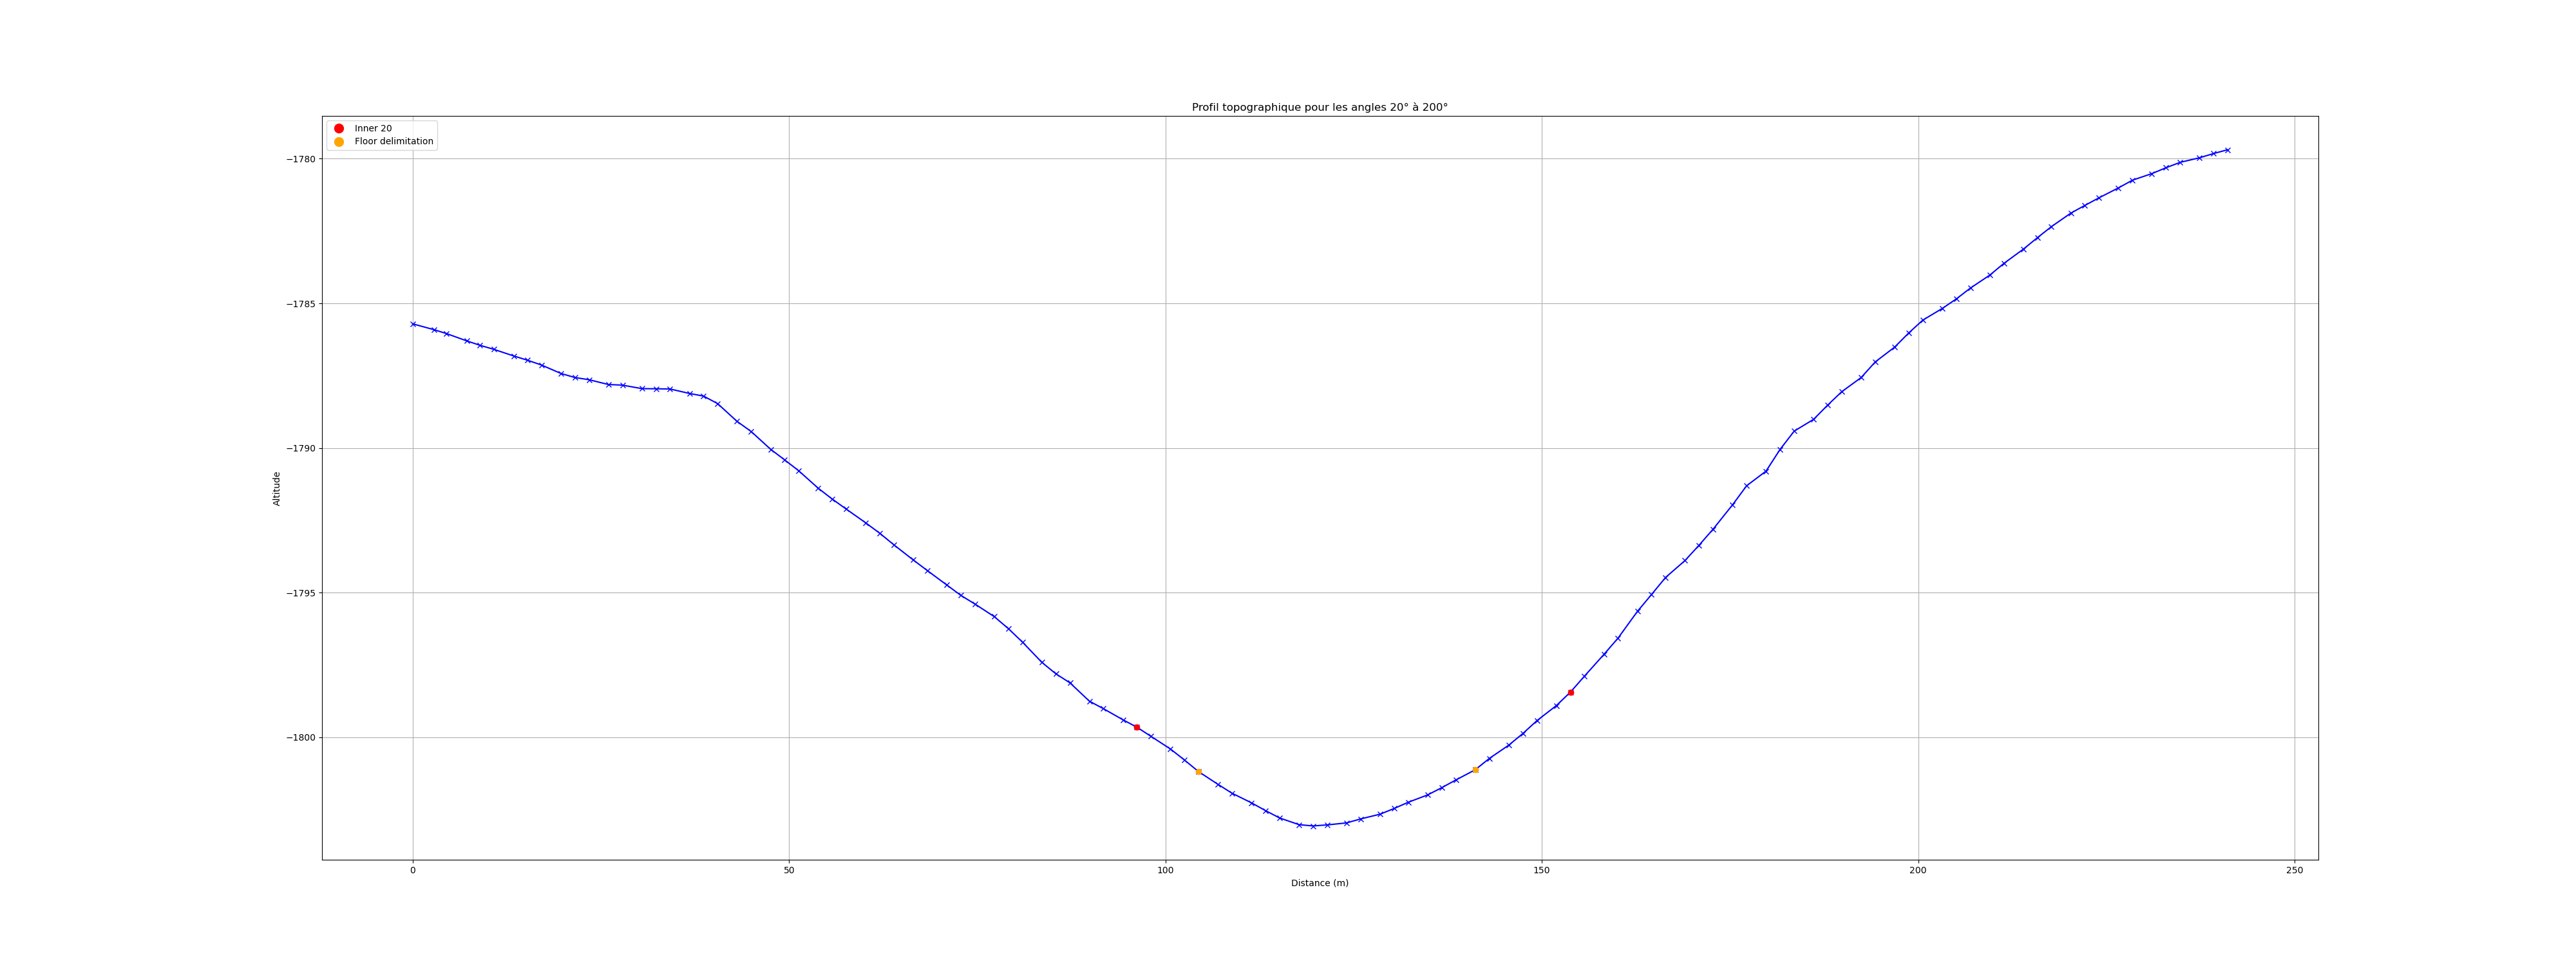 Profil topographique pour les angles 20° à 200°
Inner 20
Floor delimitation
−1780
−1785
−1790
−1795
−1800
Altitude
0
50
100
150
200
250
Distance (m)